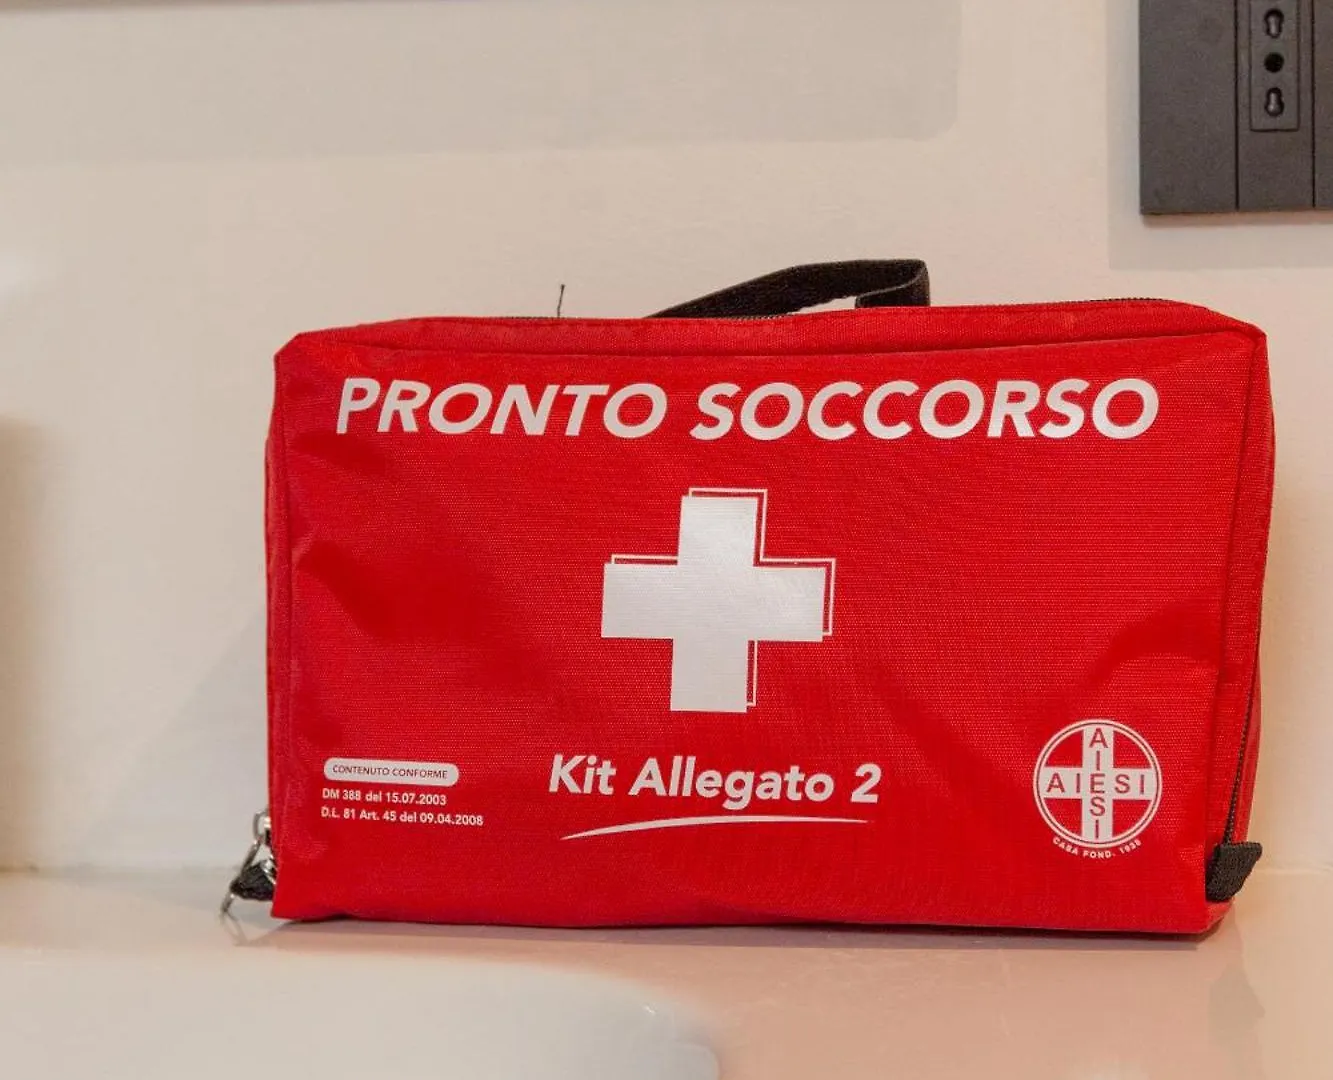 PRONTO SOCCORSO
CONTENUTO CONFORME
DM 388 del 15.07.2003
D.L. 81 Art. 45 del 09.04.2008
Kit Allegato 2
AIESI
AIESI
CASA FOND. 1938